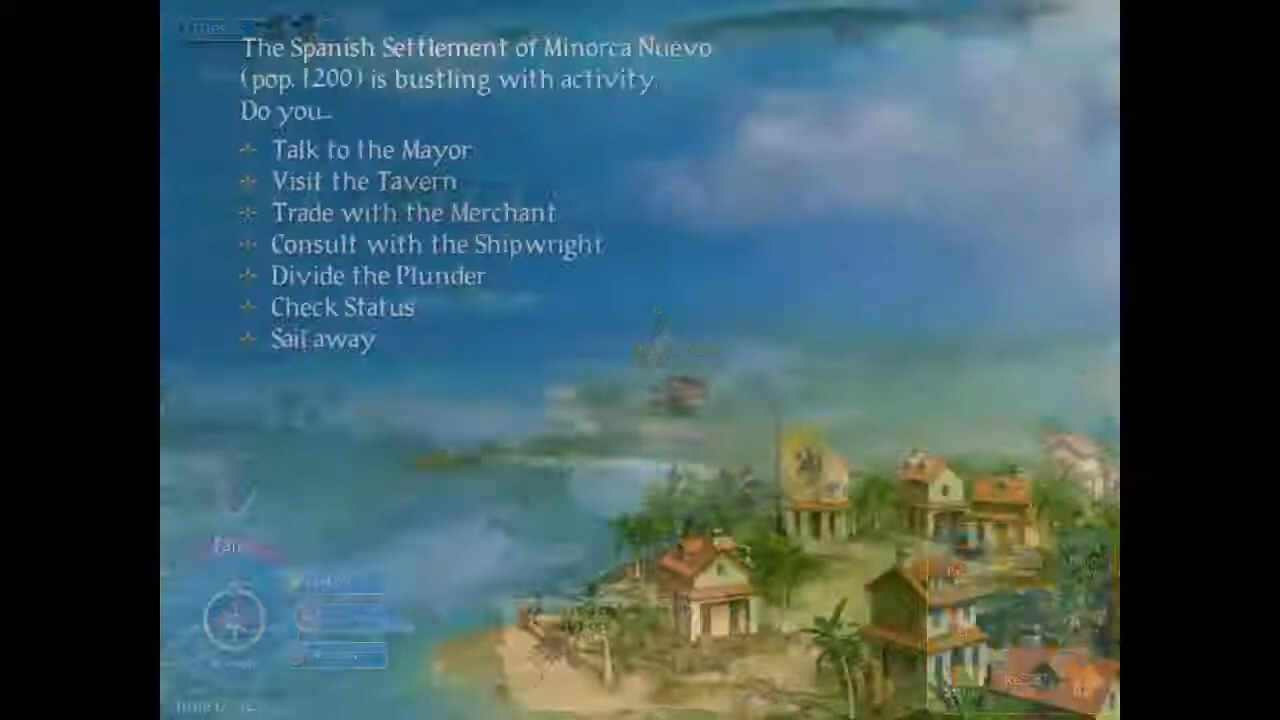 The Spanish Settlement of Minorca Nuevo
(pop. 1200) is bustling with activity.
Do you...
Talk to the Mayor
Visit the Tavern
Trade with the Merchant
Consult with the Shipwright
Divide the Plunder
Check Status
Sail away